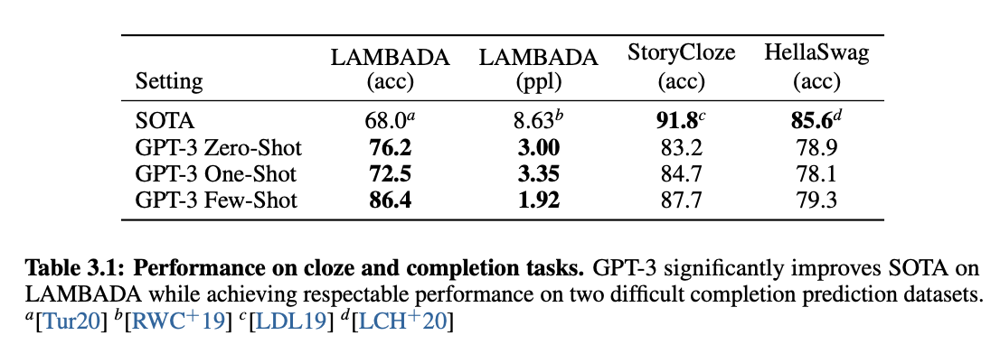 Setting LAMBADA (acc) LAMBADA (ppl) StoryCloze (acc) HellaSwag (acc)
SOTA 68.0a 8.63b 91.8c 85.6d
GPT-3 Zero-Shot 76.2 3.00 83.2 78.9
GPT-3 One-Shot 72.5 3.35 84.7 78.1
GPT-3 Few-Shot 86.4 1.92 87.7 79.3
Table 3.1: Performance on cloze and completion tasks. GPT-3 significantly improves SOTA on
LAMBADA while achieving respectable performance on two difficult completion prediction datasets.
a[Tur20] b[RWC+19] c[LDL19] d[LCH+20]